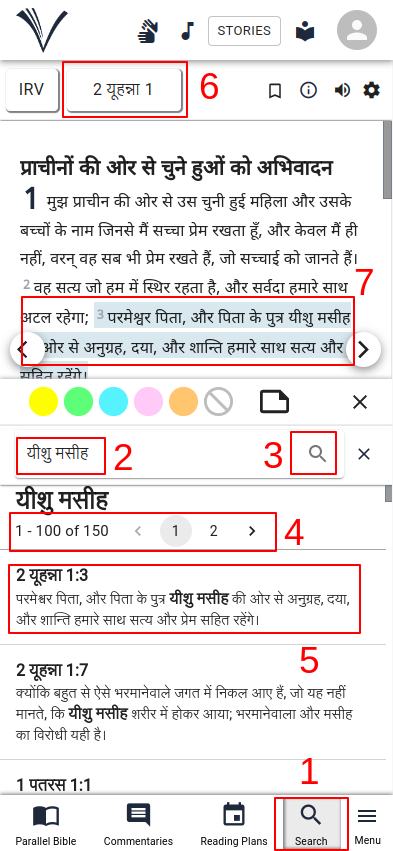 STORIES
IRV
2 यूहन्ना 1
6
प्राचीनों की ओर से चुने हुओं को अभिवादन
1 मुझ प्राचीन की ओर से उस चुनी हुई महिला और उसके
बच्चों के नाम जिनसे मैं सच्चा प्रेम रखता हूँ, और केवल मैं ही
नहीं, वरन् वह सब भी प्रेम रखते हैं, जो सच्चाई को जानते हैं।
7
2 वह सत्य जो हम में स्थिर रहता है, और सर्वदा हमारे साथ
अटल रहेगा; 3 परमेश्वर पिता, और पिता के पुत्र यीशु मसीह
ओर से अनुग्रह, दया, और शान्ति हमारे साथ सत्य और
सहित रहेंगे।
यीशु मसीह
2
3
यीशु मसीह
1 - 100 of 150
1
2
4
2 यूहन्ना 1:3
परमेश्वर पिता, और पिता के पुत्र यीशु मसीह की ओर से अनुग्रह, दया,
और शान्ति हमारे साथ सत्य और प्रेम सहित रहेंगे।
5
2 यूहन्ना 1:7
क्योंकि बहुत से ऐसे भरमानेवाले जगत में निकल आए हैं, जो यह नहीं
मानते, कि यीशु मसीह शरीर में होकर आया; भरमानेवाला और मसीह
का विरोधी यही है।
1 पतरस 1:1
1
Parallel Bible
Commentaries
Reading Plans
Search
Menu